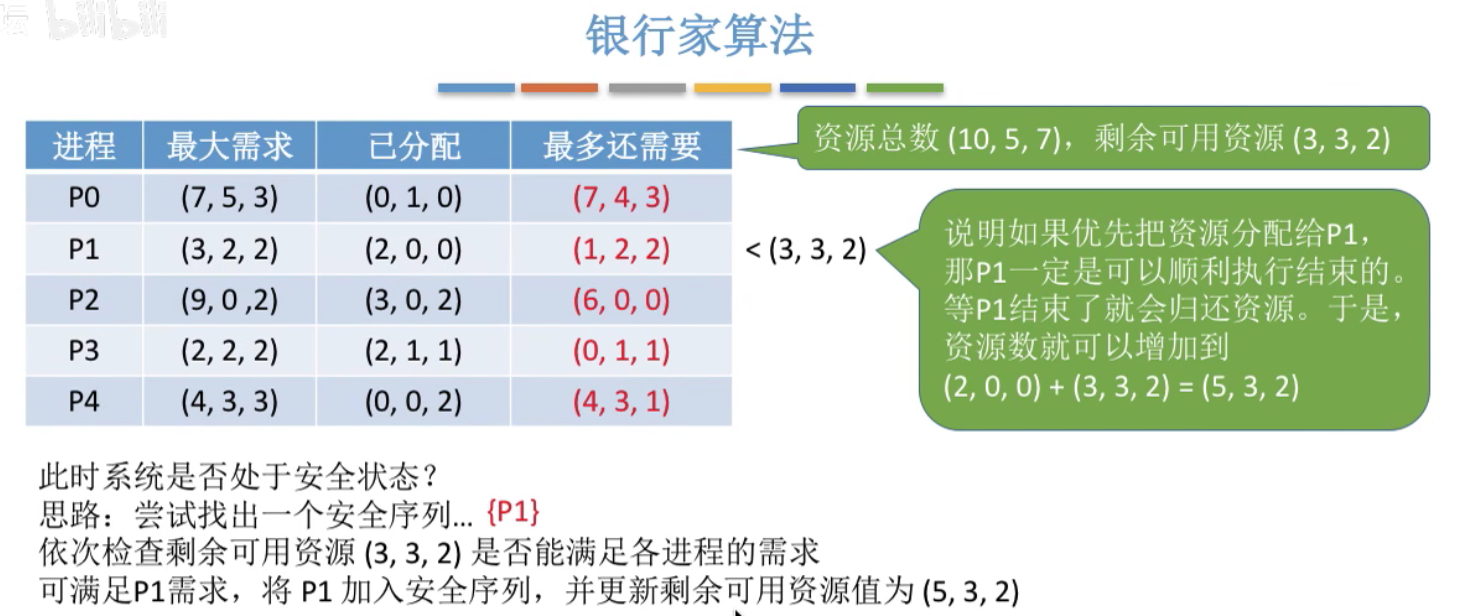 坛 bilibili
银行家算法
进程 最大需求 已分配 最多还需要
P0 (7, 5, 3) (0, 1, 0) (7, 4, 3)
P1 (3, 2, 2) (2, 0, 0) (1, 2, 2) < (3, 3, 2)
P2 (9, 0 ,2) (3, 0, 2) (6, 0, 0)
P3 (2, 2, 2) (2, 1, 1) (0, 1, 1)
P4 (4, 3, 3) (0, 0, 2) (4, 3, 1)
资源总数 (10, 5, 7)，剩余可用资源 (3, 3, 2)
说明如果优先把资源分配给P1，
那P1一定是可以顺利执行结束的。
等P1结束了就会归还资源。于是，
资源数就可以增加到
(2, 0, 0) + (3, 3, 2) = (5, 3, 2)
此时系统是否处于安全状态？
思路：尝试找出一个安全序列... {P1}
依次检查剩余可用资源 (3, 3, 2) 是否能满足各进程的需求
可满足P1需求，将 P1 加入安全序列，并更新剩余可用资源值为 (5, 3, 2)